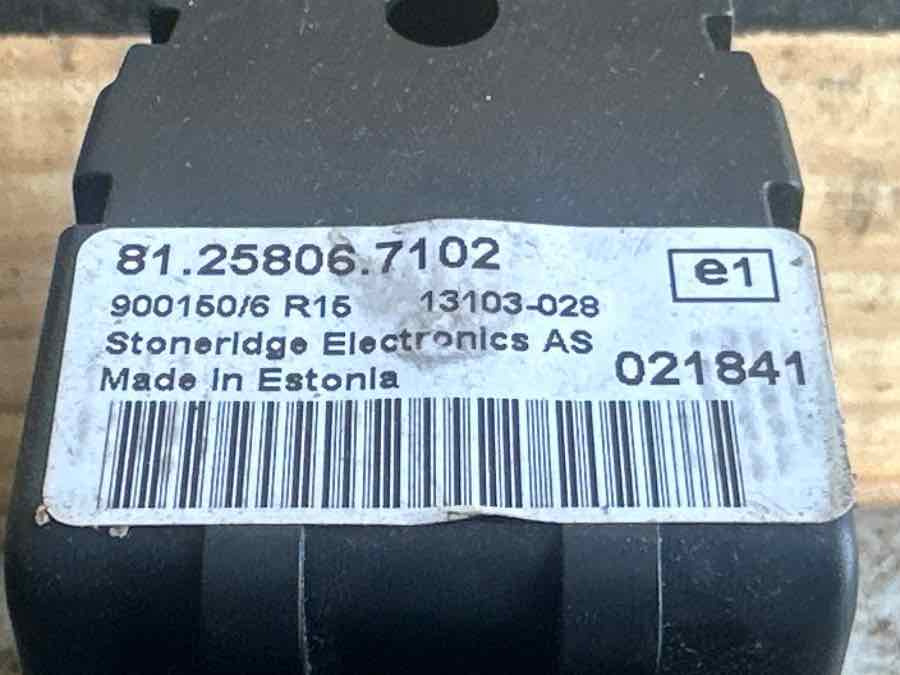 81.25806.7102
e1
900150/6 R15 13103-028
Stoneridge Electronics AS
021841
Made in Estonia